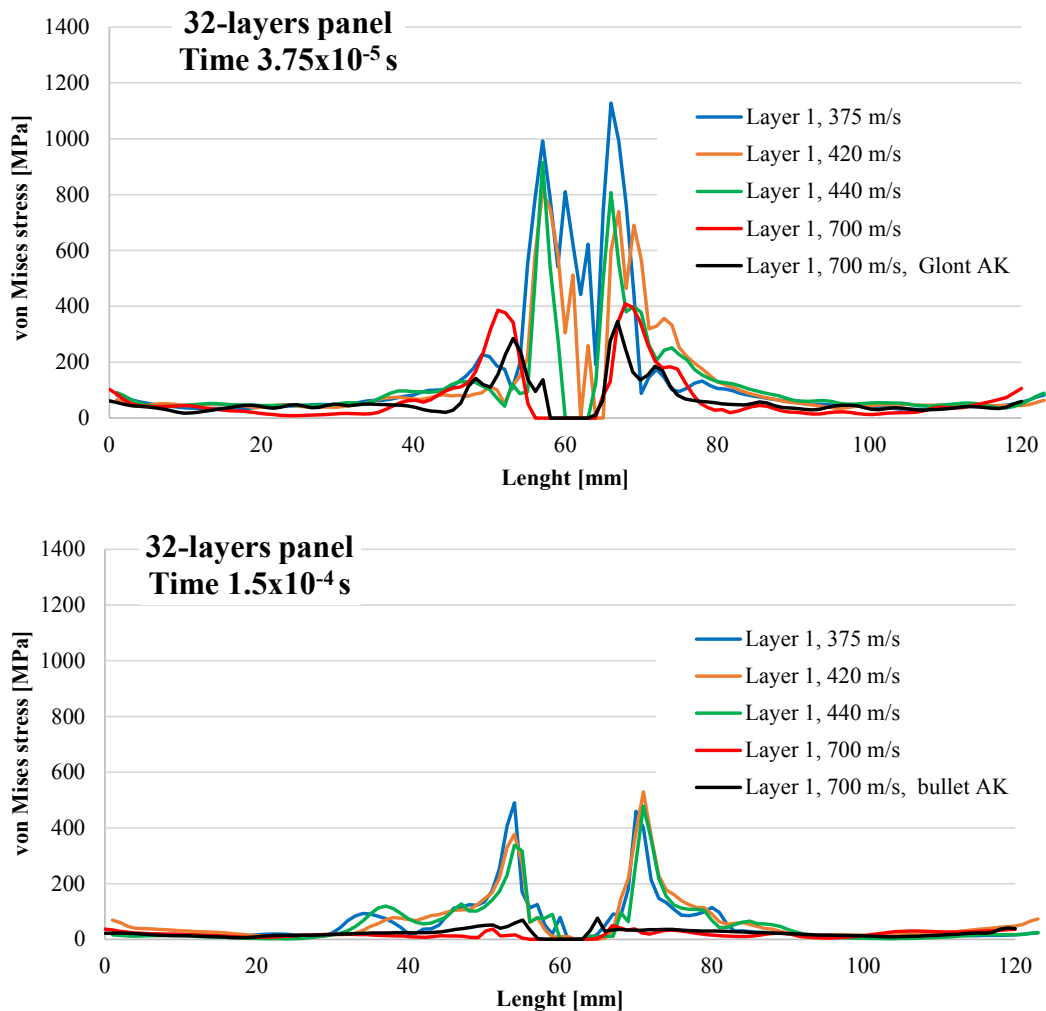 32-layers panel
Time 3.75x10-5 s
von Mises stress [MPa]
1400
1200
1000
800
600
400
200
0
Layer 1, 375 m/s
Layer 1, 420 m/s
Layer 1, 440 m/s
Layer 1, 700 m/s
Layer 1, 700 m/s, Glont AK
0 20 40 60 80 100 120
Lenght [mm]
32-layers panel
Time 1.5x10-4 s
von Mises stress [MPa]
1400
1200
1000
800
600
400
200
0
Layer 1, 375 m/s
Layer 1, 420 m/s
Layer 1, 440 m/s
Layer 1, 700 m/s
Layer 1, 700 m/s, bullet AK
0 20 40 60 80 100 120
Lenght [mm]